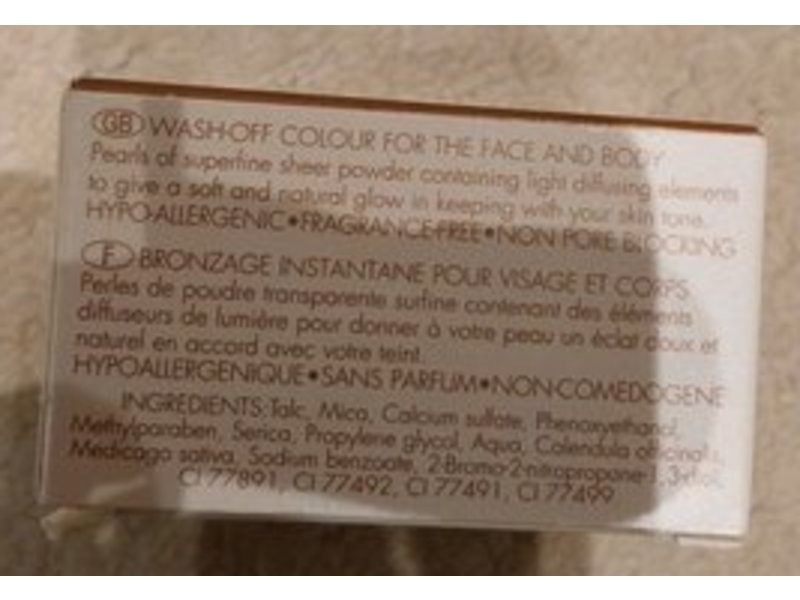 GB WASH-OFF COLOUR FOR THE FACE AND BODY
Pearls of superfine sheer powder containing light diffusing elements
to give a soft and natural glow in keeping with your skin tone.
HYPO-ALLERGENIC•FRAGRANCE-FREE•NON PORE BLOCKING
F BRONZAGE INSTANTANE POUR VISAGE ET CORPS
Perles de poudre transparente surfine contenant des éléments
diffuseurs de lumière pour donner à votre peau un éclat doux et
naturel en accord avec votre teint.
HYPOALLERGENIQUE•SANS PARFUM•NON-COMEDOGENE
INGREDIENTS: Talc, Mica, Calcium sulfate, Phenoxyethanol,
Methylparaben, Serica, Propylene glycol, Aqua, Calendula officinalis,
Medicago sativa, Sodium benzoate, 2-Bromo-2-nitropropane-1,3-diol,
CI 77891, CI 77492, CI 77491, CI 77499